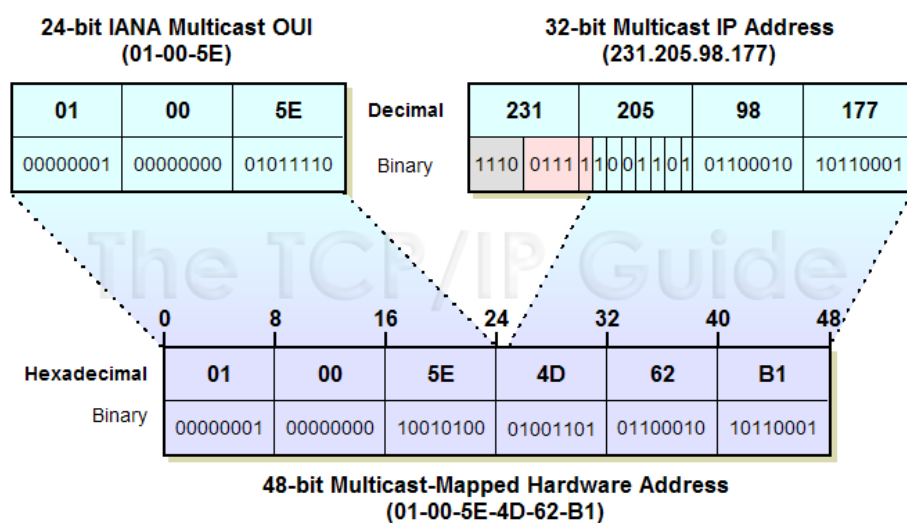 24-bit IANA Multicast OUI
(01-00-5E)
32-bit Multicast IP Address
(231.205.98.177)
01 00 5E Decimal 231 205 98 177
00000001 00000000 01011110 Binary 1110 0111 1 1 0 0 1 1 0 1 01100010 10110001
The TCP/IP Guide
0 8 16 24 32 40 48
Hexadecimal 01 00 5E 4D 62 B1
Binary 00000001 00000000 10010100 01001101 01100010 10110001
48-bit Multicast-Mapped Hardware Address
(01-00-5E-4D-62-B1)